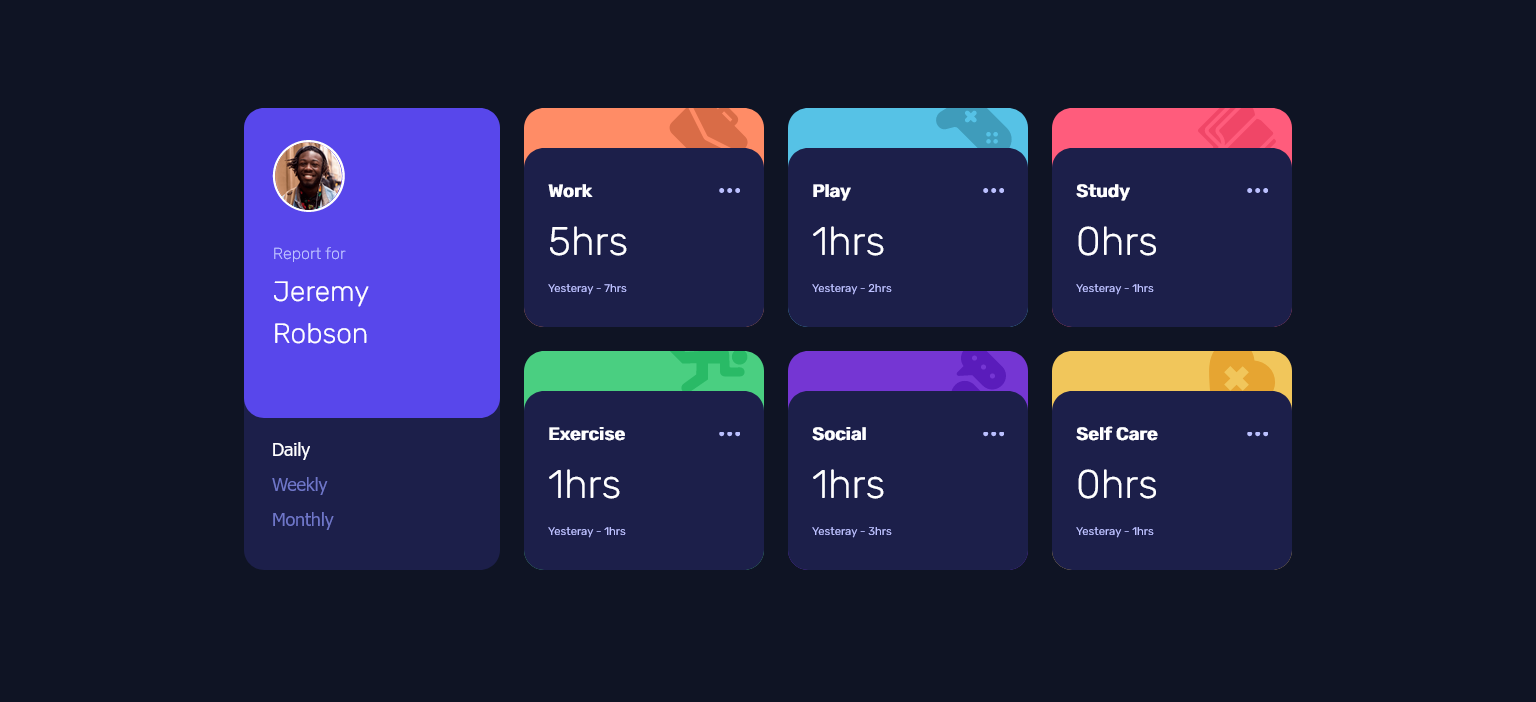 Report for
Jeremy
Robson
Daily
Weekly
Monthly
Work
5hrs
Yesteray - 7hrs
Play
1hrs
Yesteray - 2hrs
Study
0hrs
Yesteray - 1hrs
Exercise
1hrs
Yesteray - 1hrs
Social
1hrs
Yesteray - 3hrs
Self Care
0hrs
Yesteray - 1hrs